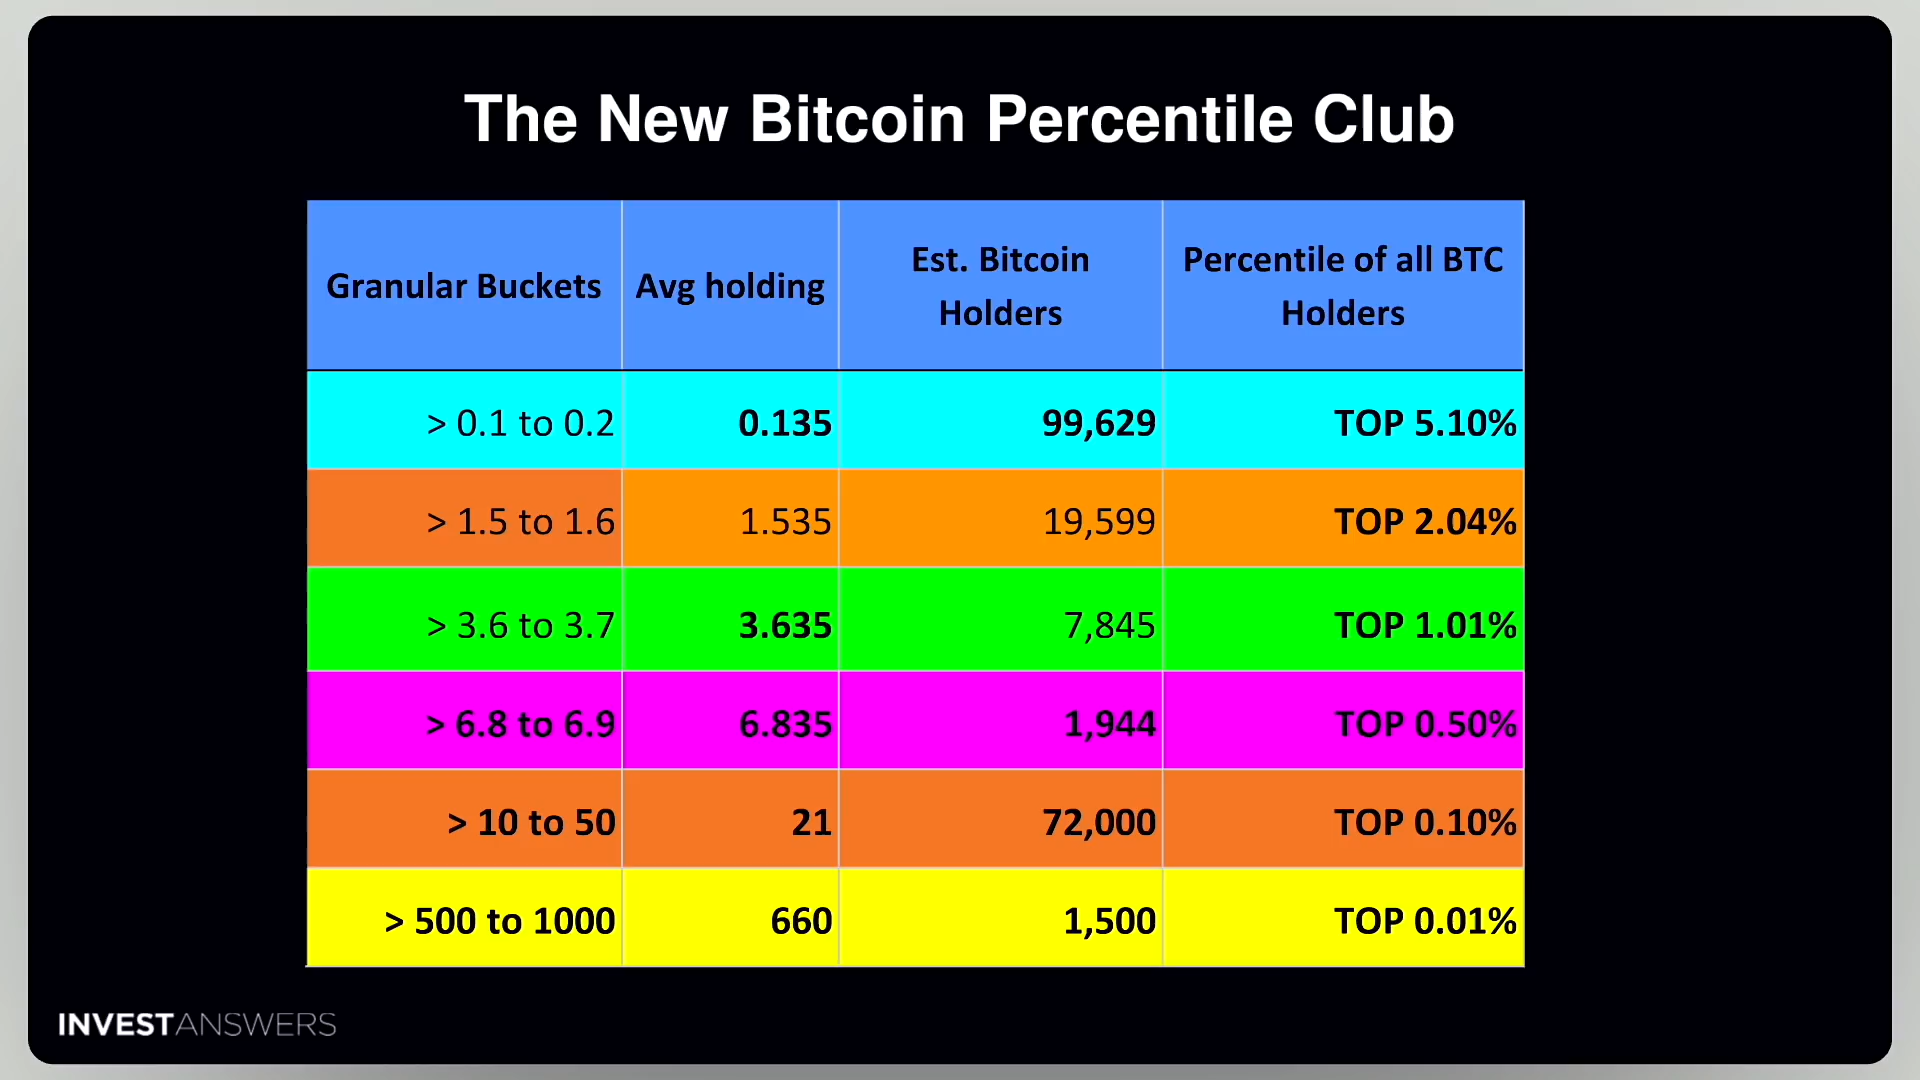 The New Bitcoin Percentile Club
Granular Buckets Avg holding Est. Bitcoin Holders Percentile of all BTC Holders
> 0.1 to 0.2 0.135 99,629 TOP 5.10%
> 1.5 to 1.6 1.535 19,599 TOP 2.04%
> 3.6 to 3.7 3.635 7,845 TOP 1.01%
> 6.8 to 6.9 6.835 1,944 TOP 0.50%
> 10 to 50 21 72,000 TOP 0.10%
> 500 to 1000 660 1,500 TOP 0.01%
INVESTANSWERS